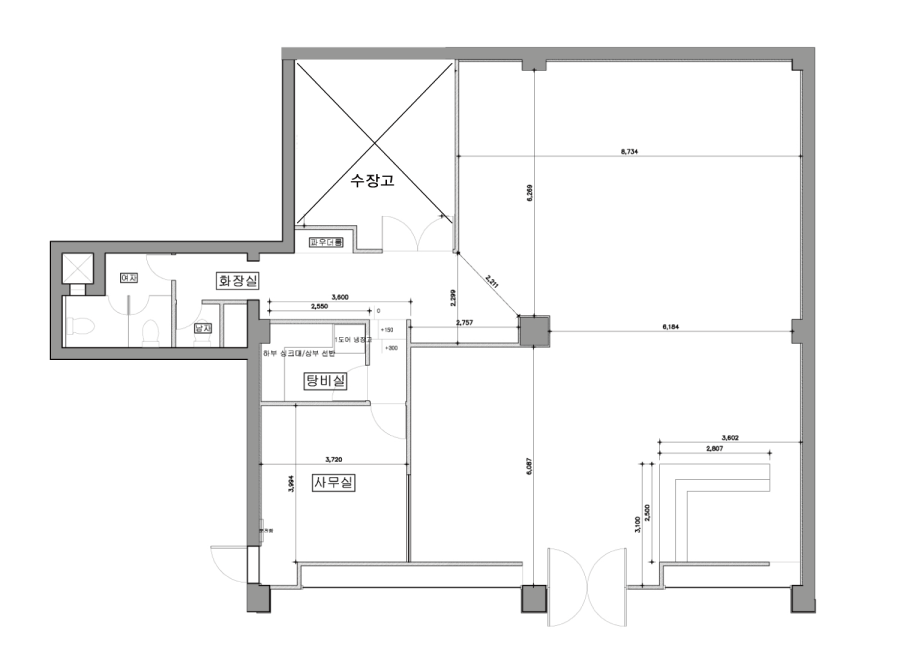 8,734
수장고
6,269
파우더룸
여자
화장실
2,211
3,600
2,299
2,550
0
남자
+150
2,757
6,184
1도어 냉장고
+300
하부 싱크대/상부 선반
탕비실
3,602
2,807
3,720
6,087
3,994
사무실
3,100
2,500